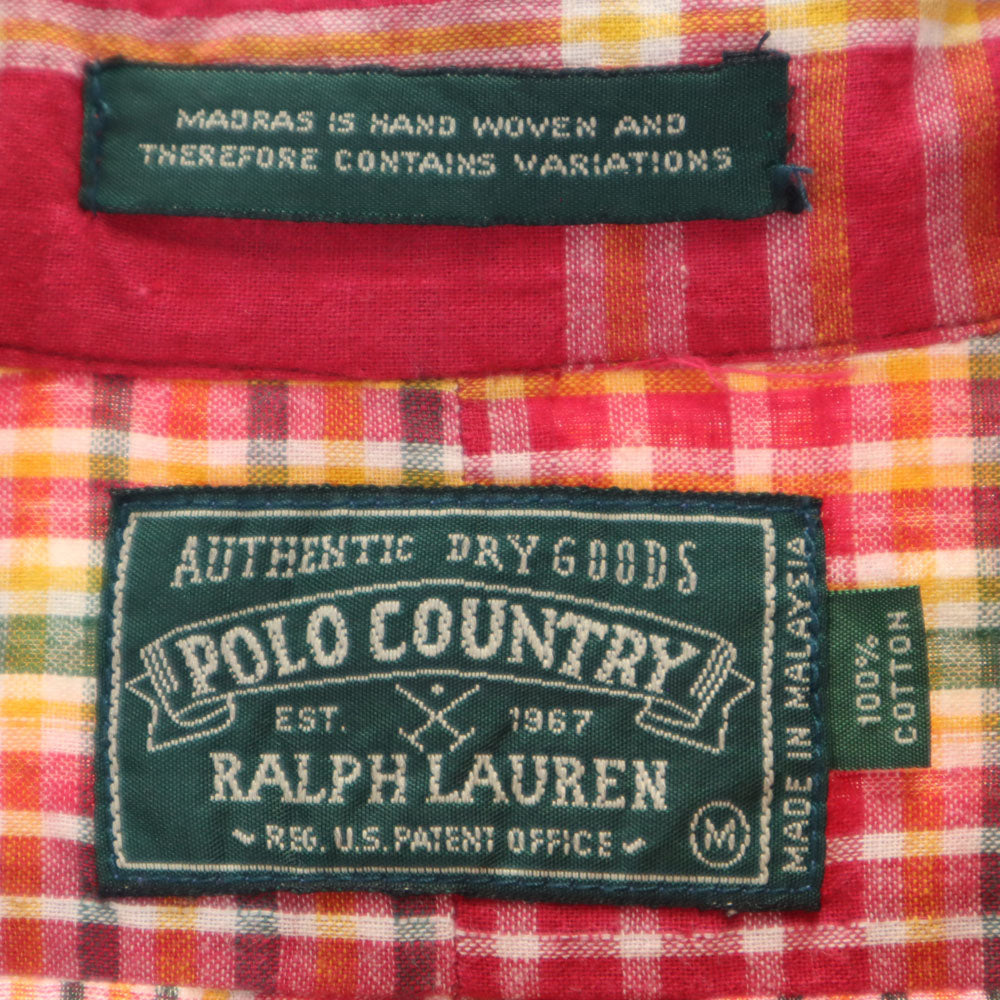 MADRAS IS HAND WOVEN AND
THEREFORE CONTAINS VARIATIONS
AUTHENTIC DRY GOODS
POLO COUNTRY
EST. 1967
RALPH LAUREN
REG. U.S. PATENT OFFICE
M
MADE IN MALAYSIA
100%
COTTON